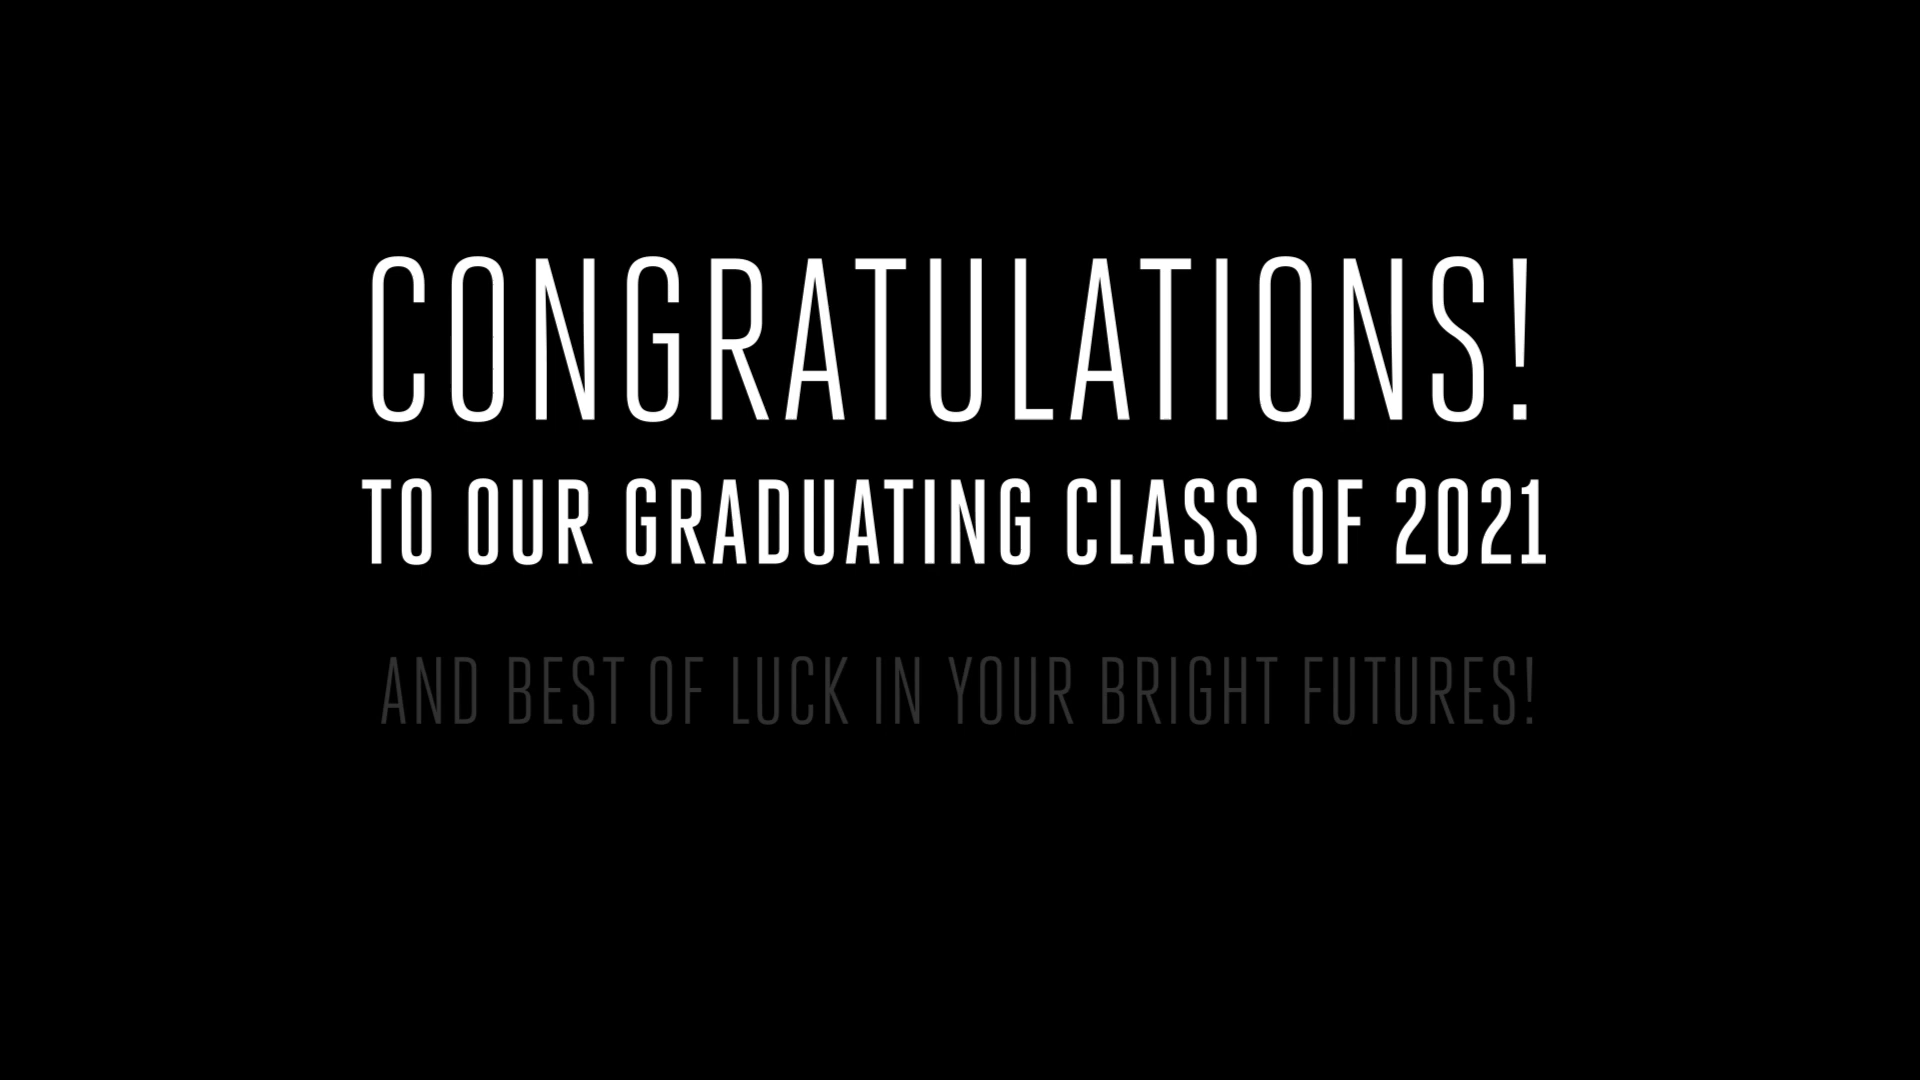 CONGRATULATIONS!
TO OUR GRADUATING CLASS OF 2021
AND BEST OF LUCK IN YOUR BRIGHT FUTURES!